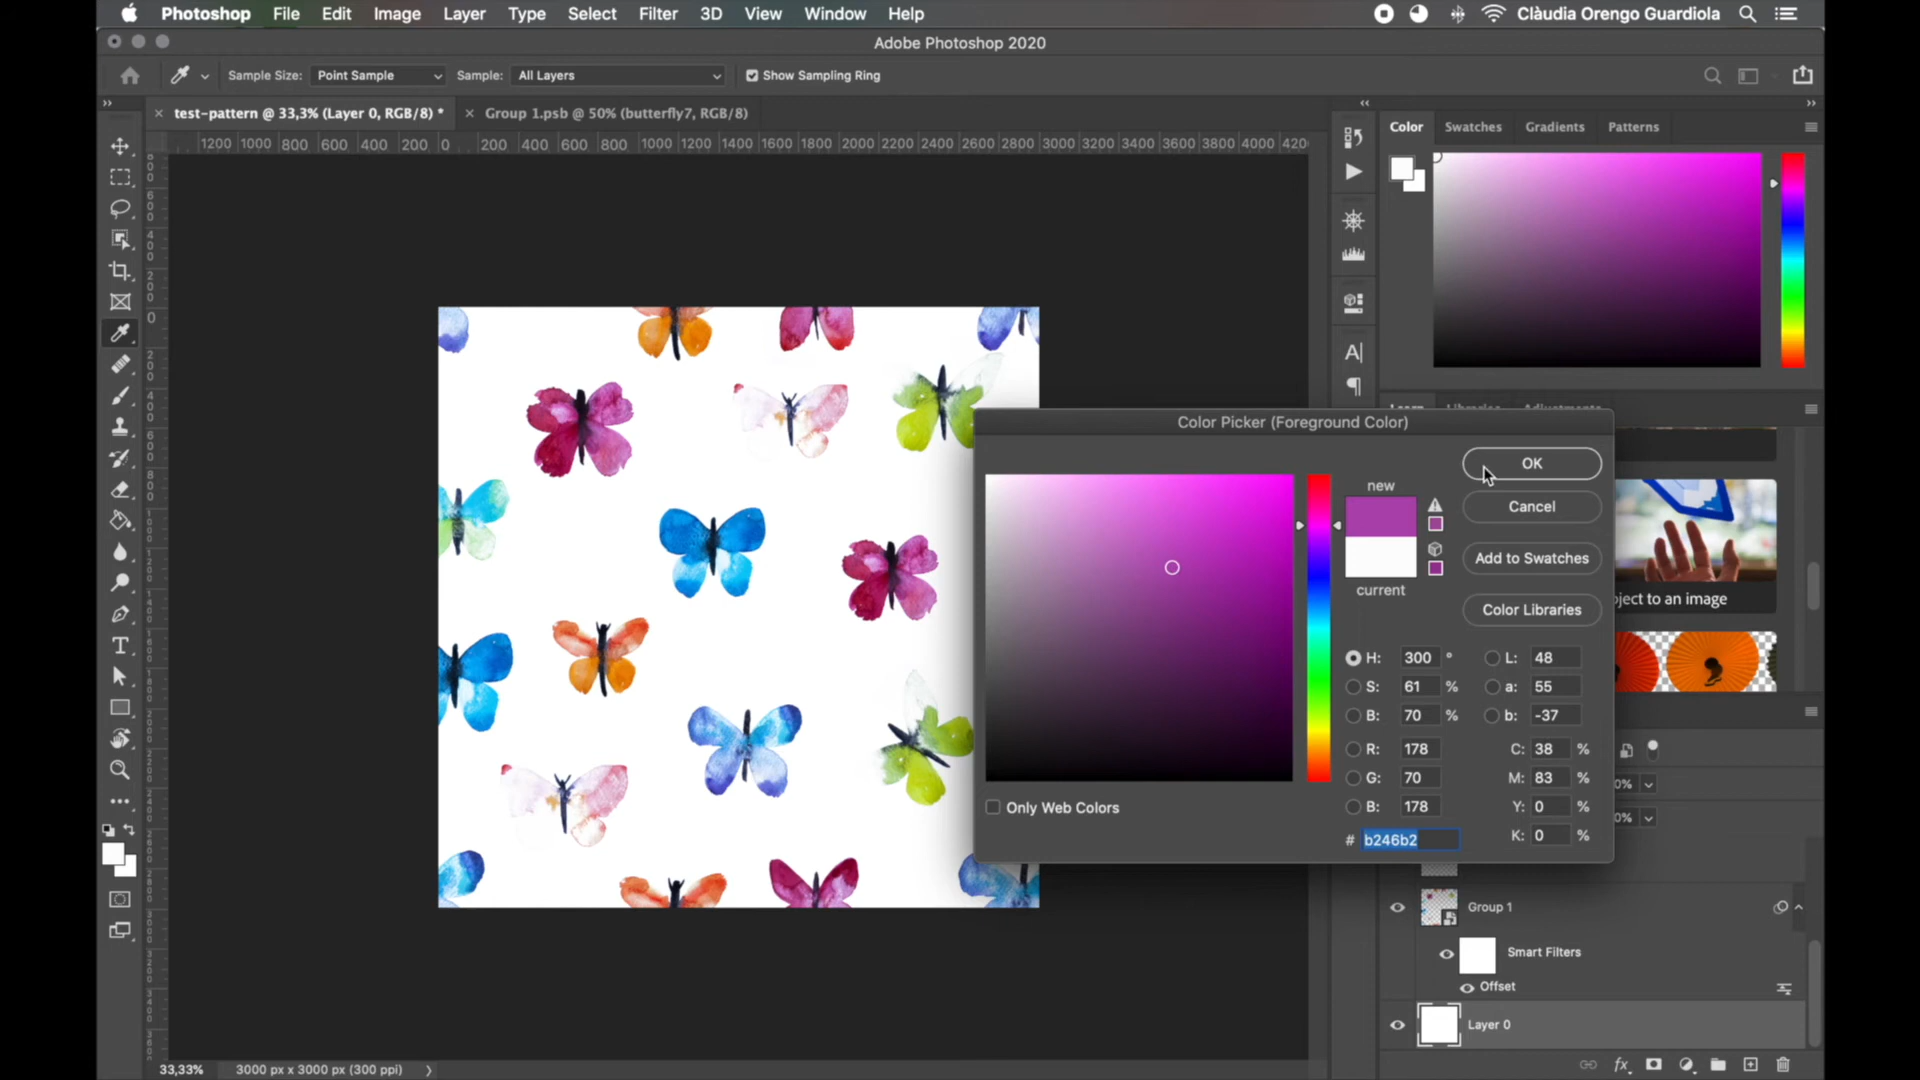 Photoshop File Edit Image Layer Type Select Filter 3D View Window Help Clàudia Orengo Guardiola
Adobe Photoshop 2020
Sample Size: Point Sample Sample: All Layers Show Sampling Ring
test-pattern @ 33,3% (Layer 0, RGB/8) * Group 1.psb @ 50% (butterfly7, RGB/8)
Color Swatches Gradients Patterns
1200 1000 800 600 400 200 0 200 400 600 800 1000 1200 1400 1600 1800 2000 2200 2400 2600 2800 3000 3200 3400 3600 3800 4000 420
Color Picker (Foreground Color)
OK
new
Cancel
Add to Swatches
current
Color Libraries
oject to an image
H: 300 ° L: 48
S: 61 % a: 55
B: 70 % b: -37
R: 178 C: 38 %
G: 70 M: 83 %
B: 178 Y: 0 %
# b246b2 K: 0 %
Only Web Colors
0%
0%
Group 1
Smart Filters
Offset
Layer 0
33,33% 3000 px x 3000 px (300 ppi)
fx